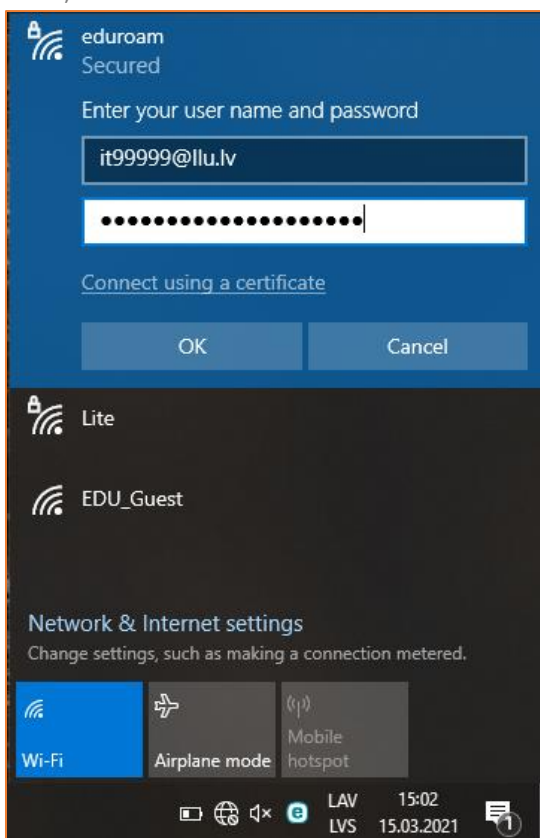 eduroam
Secured
Enter your user name and password
it99999@llu.lv
Connect using a certificate
OK Cancel
Lite
EDU_Guest
Network & Internet settings
Change settings, such as making a connection metered.
Wi-Fi
Airplane mode
Mobile
hotspot
LAV 15:02
LVS 15.03.2021
1